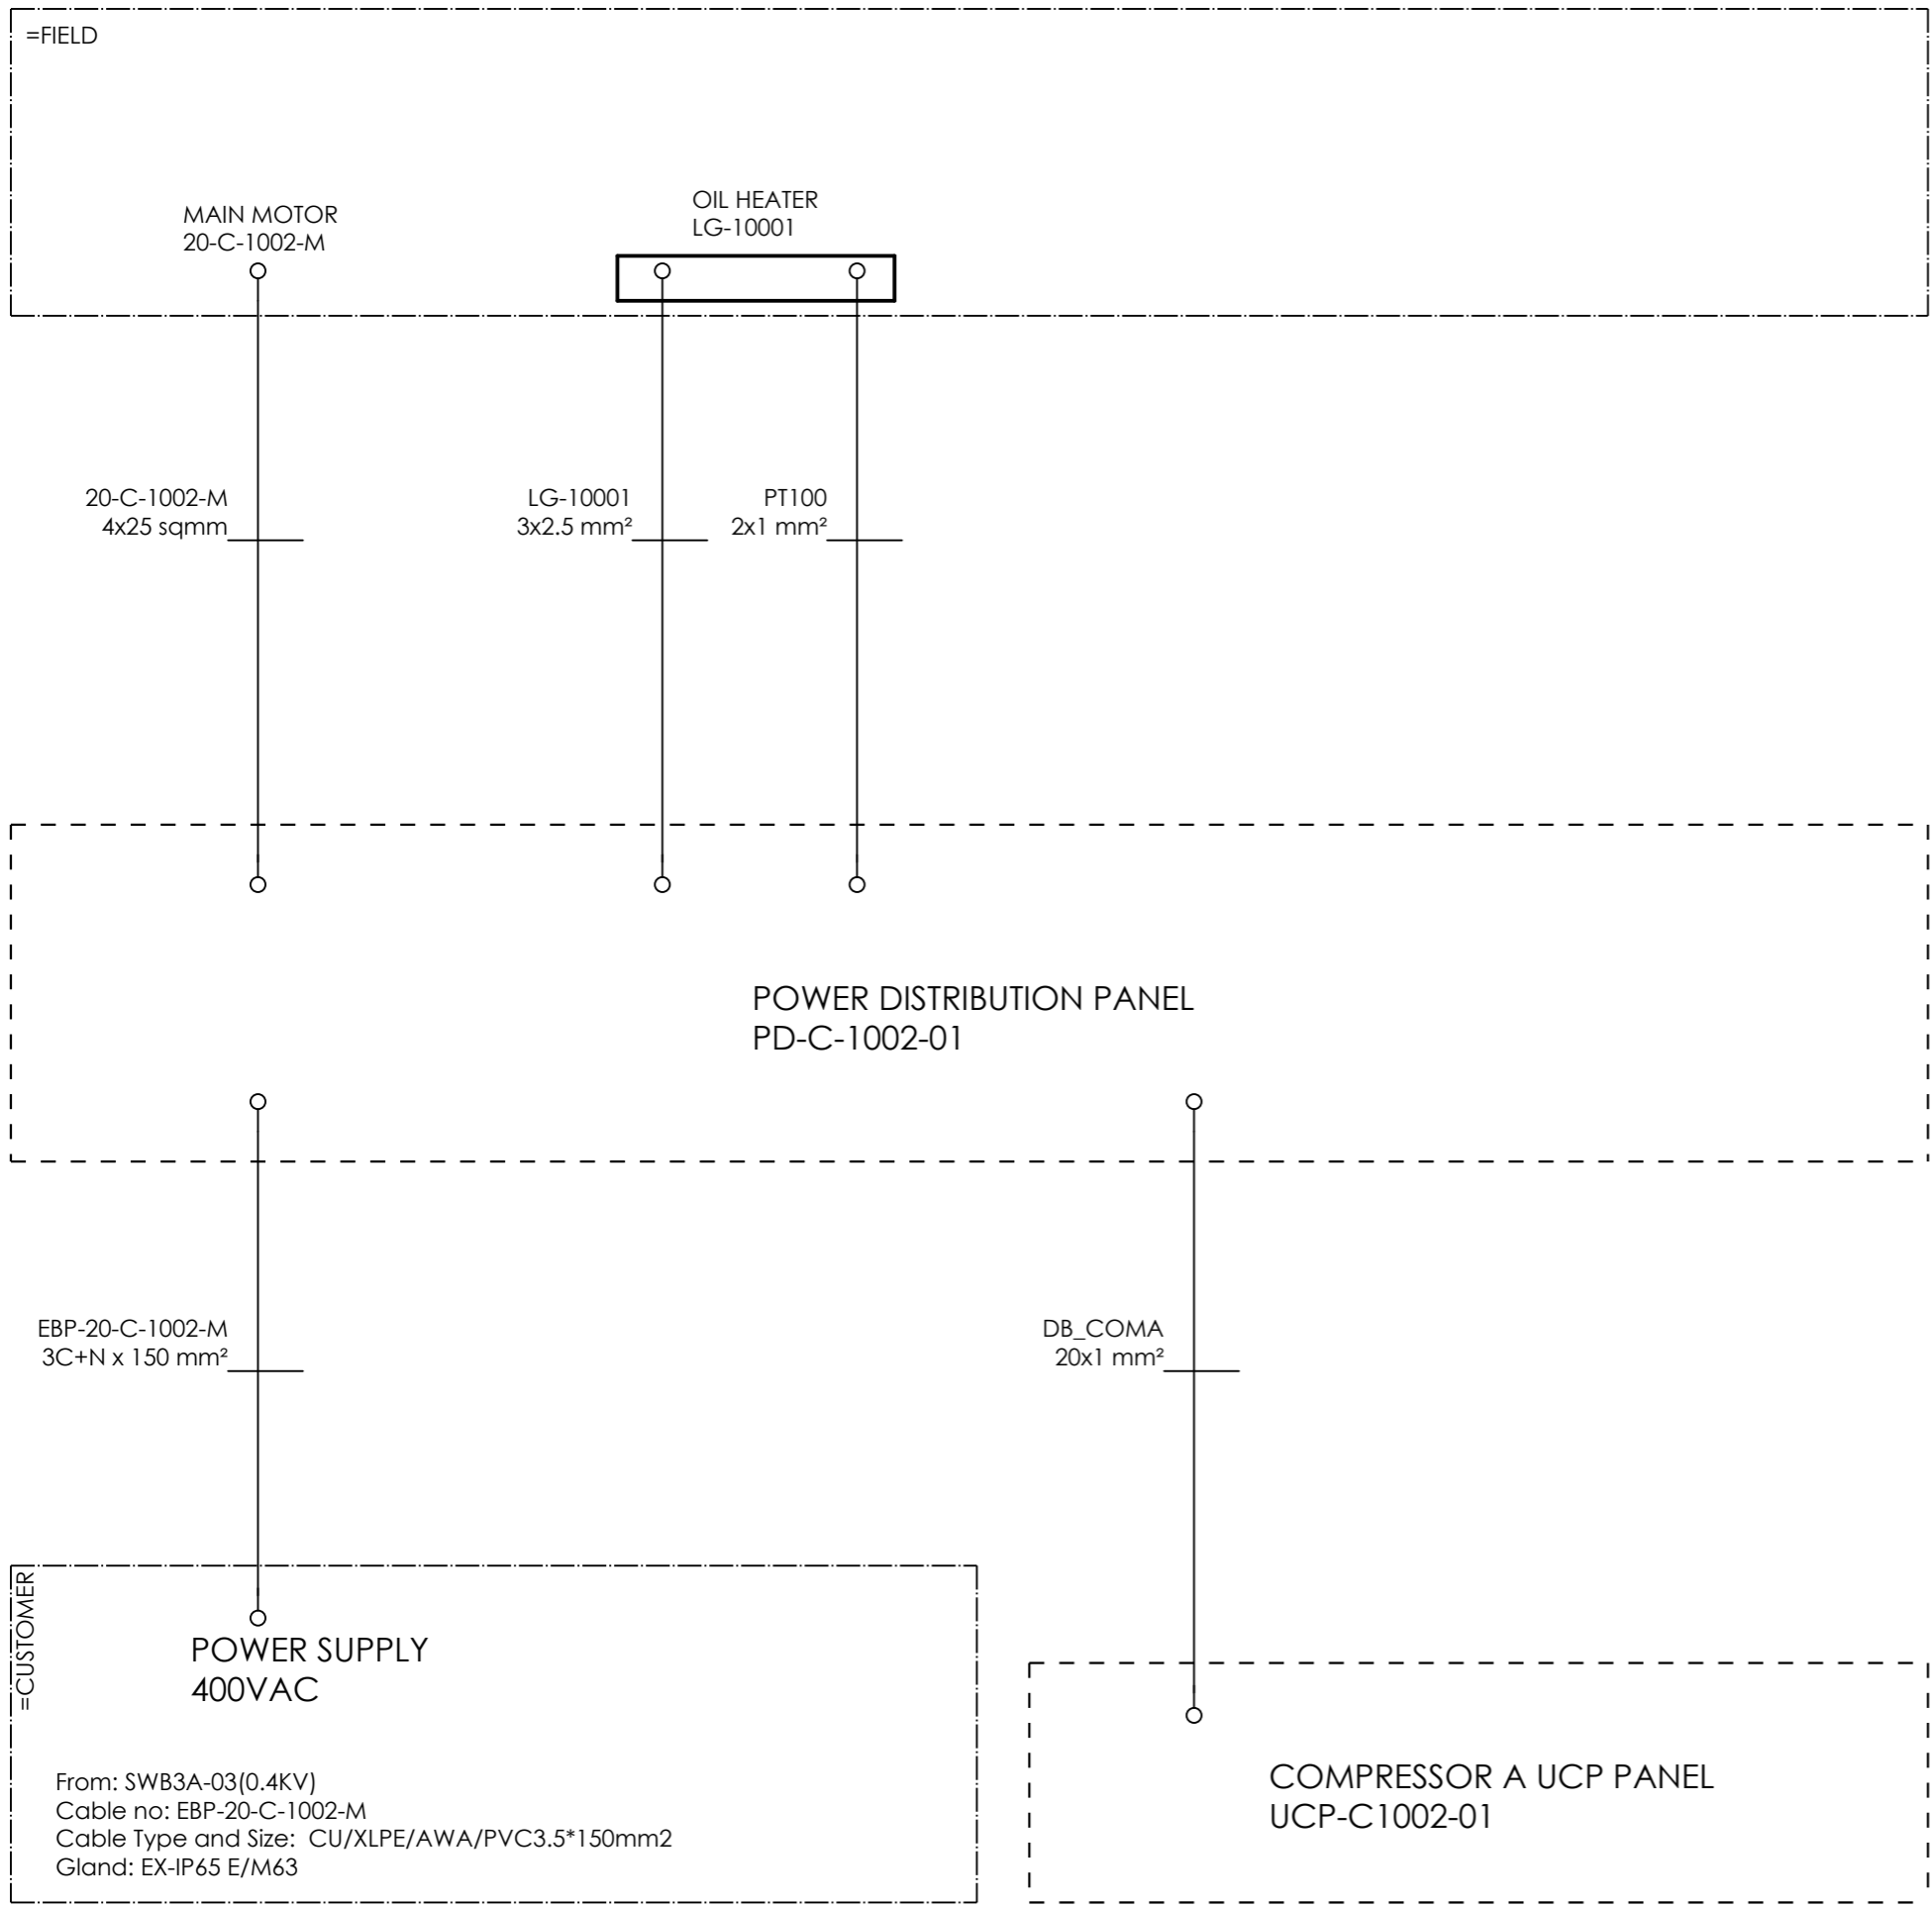 =FIELD
MAIN MOTOR
20-C-1002-M
OIL HEATER
LG-10001
20-C-1002-M
4x25 sqmm
LG-10001
3x2.5 mm²
PT100
2x1 mm²
POWER DISTRIBUTION PANEL
PD-C-1002-01
EBP-20-C-1002-M
3C+N x 150 mm²
DB_COMA
20x1 mm²
=CUSTOMER
POWER SUPPLY
400VAC
From: SWB3A-03(0.4KV)
Cable no: EBP-20-C-1002-M
Cable Type and Size:  CU/XLPE/AWA/PVC3.5*150mm2
Gland: EX-IP65 E/M63
COMPRESSOR A UCP PANEL
UCP-C1002-01